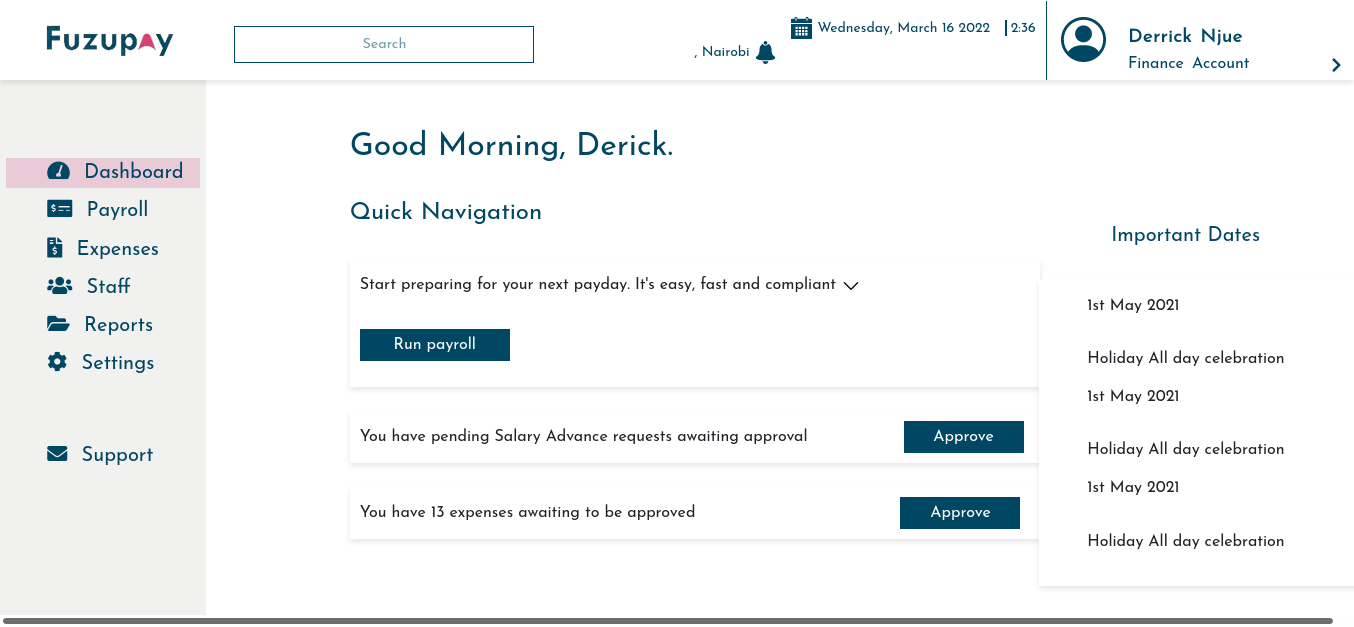 Fuzupay
Search
, Nairobi
Wednesday, March 16 2022
2:36
Derrick Njue
Finance Account
Dashboard
Payroll
Expenses
Staff
Reports
Settings
Support
Good Morning, Derick.
Quick Navigation
Start preparing for your next payday. It's easy, fast and compliant
Run payroll
You have pending Salary Advance requests awaiting approval
Approve
You have 13 expenses awaiting to be approved
Approve
Important Dates
1st May 2021
Holiday All day celebration
1st May 2021
Holiday All day celebration
1st May 2021
Holiday All day celebration